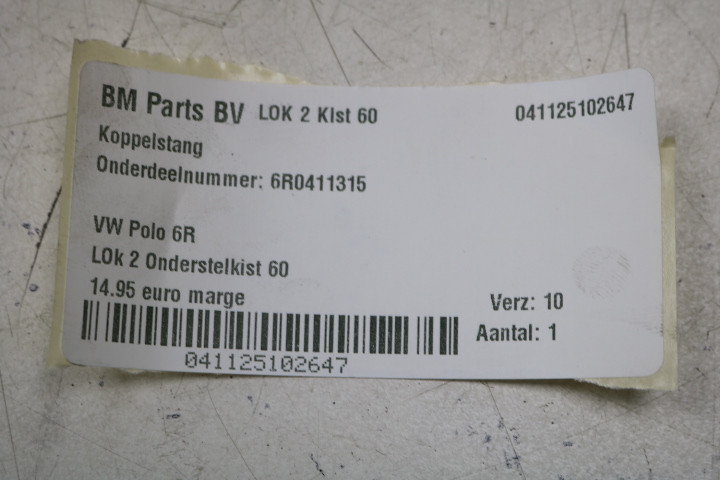 BM Parts BV LOK 2 KIst 60 041125102647
Koppelstang
Onderdeelnummer: 6R0411315
VW Polo 6R
LOk 2 Onderstelkist 60
14.95 euro marge
Verz: 10
Aantal: 1
041125102647